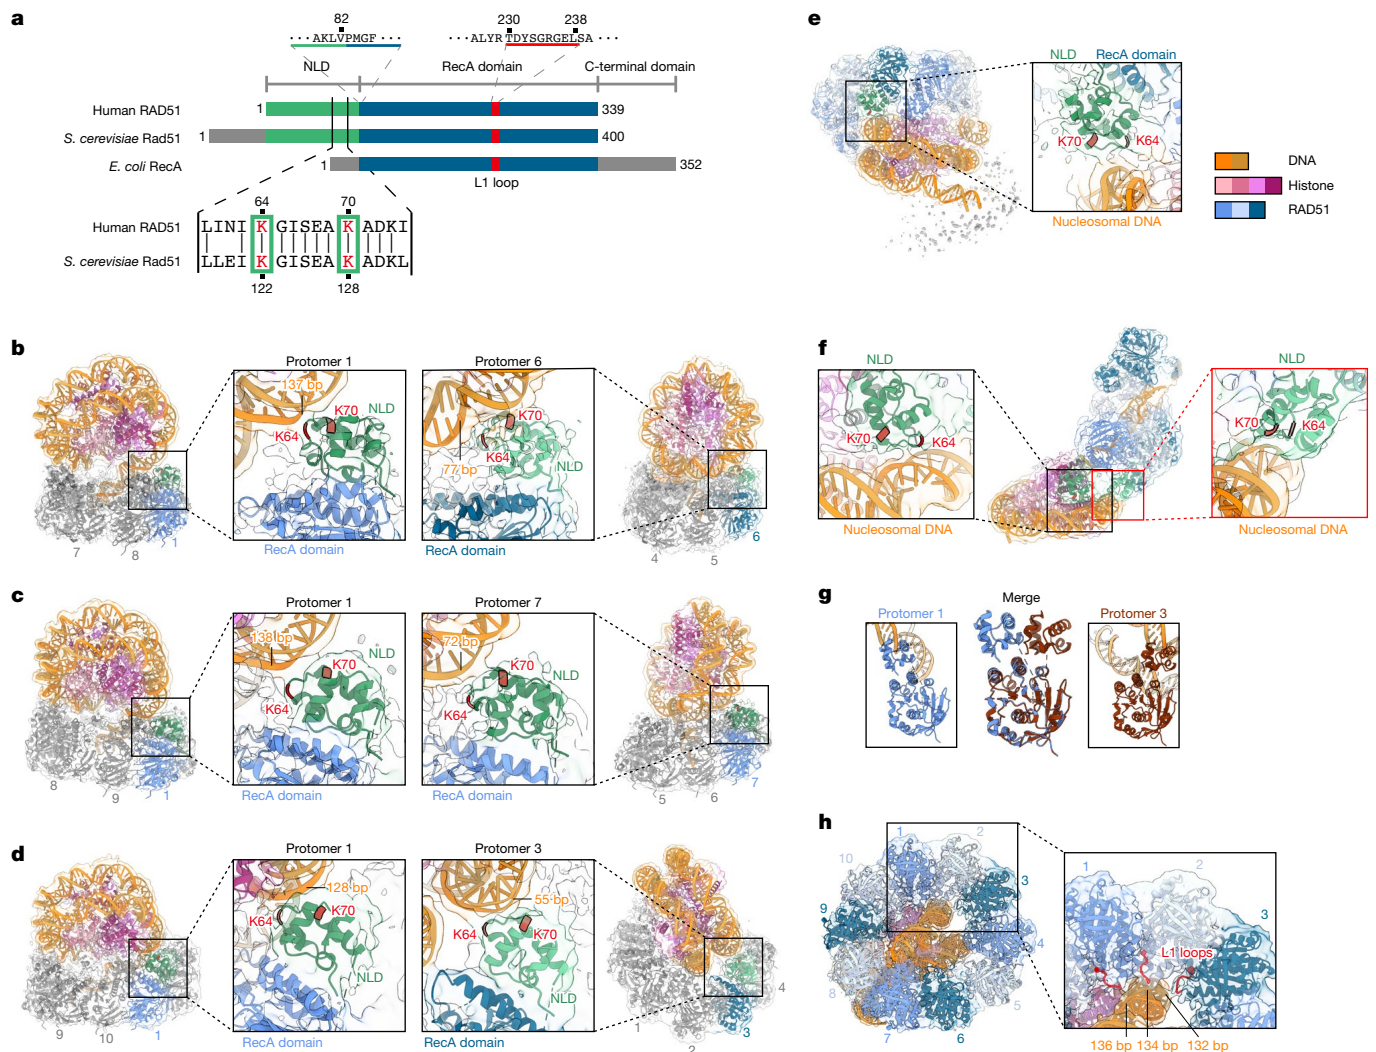 a
82
230
238
··· AKLVPMGF ···
··· ALYRTDYSGRGELSA ···
NLD
RecA domain
C-terminal domain
Human RAD51
1
339
S. cerevisiae Rad51
1
400
E. coli RecA
1
352
L1 loop
64
70
Human RAD51
LINIKGISEAKADKI
S. cerevisiae Rad51
LLEIKGISEAKADKL
122
128
b
Protomer 1
Protomer 6
137 bp
K70
NLD
K64
K70
K64
77 bp
NLD
7
8
1
RecA domain
RecA domain
4
5
6
c
Protomer 1
Protomer 7
138 bp
K70
NLD
K64
72 bp
K70
NLD
K64
8
9
1
RecA domain
RecA domain
5
6
7
d
Protomer 1
Protomer 3
128 bp
K64
K70
NLD
55 bp
K64
K70
NLD
9
10
1
RecA domain
RecA domain
1
2
3
4
e
NLD
RecA domain
K70
K64
Nucleosomal DNA
DNA
Histone
RAD51
f
NLD
K70
K64
Nucleosomal DNA
NLD
K70
K64
Nucleosomal DNA
g
Merge
Protomer 1
Protomer 3
h
1
2
3
4
5
6
7
8
9
10
1
2
3
L1 loops
136 bp
134 bp
132 bp